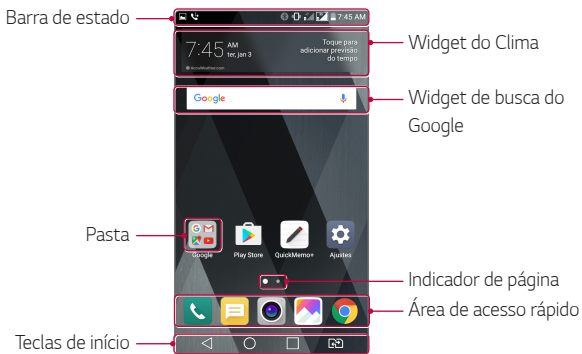 Barra de estado
7:45 AM
Widget do Clima
7:45 AM
ter, jan 3
Toque para
adicionar previsão
do tempo
AccuWeather.com
Google
Widget de busca do
Google
Pasta
Google
Play Store
QuickMemo+
Ajustes
Indicador de página
Área de acesso rápido
Teclas de início